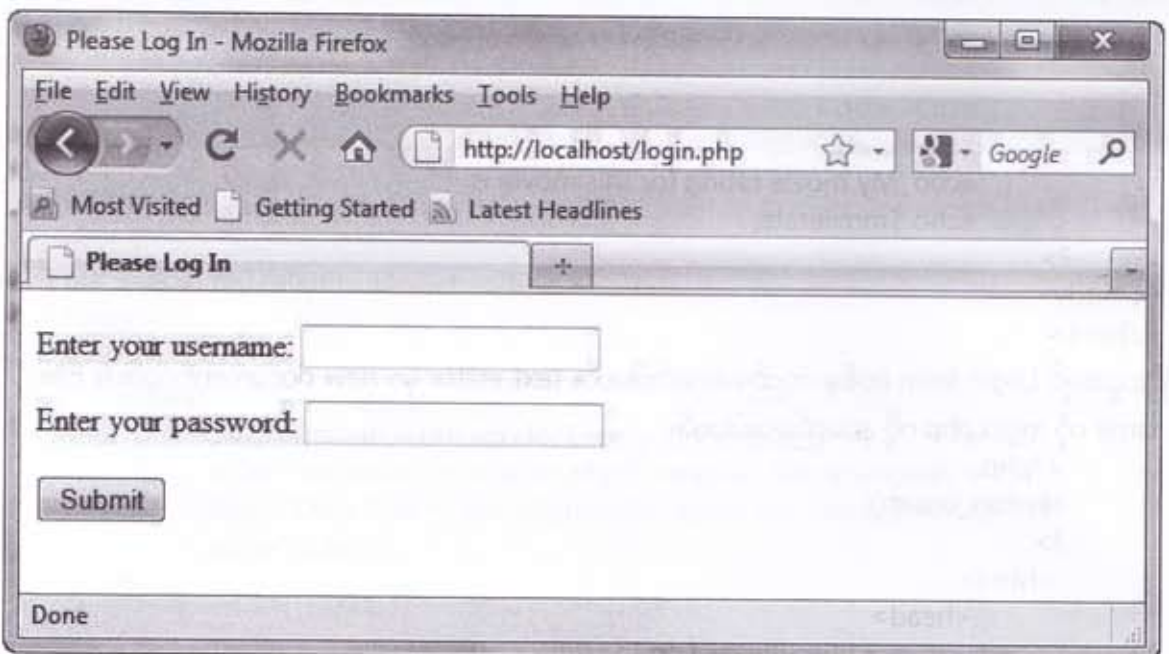 Please Log In - Mozilla Firefox
File Edit View History Bookmarks Tools Help
http://localhost/login.php Google
Most Visited Getting Started Latest Headlines
Please Log In
Enter your username:
Enter your password:
Submit
Done